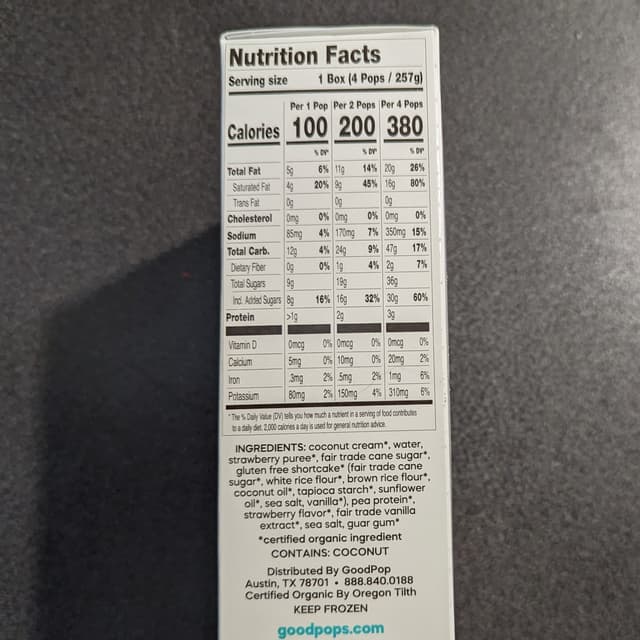 Nutrition Facts
Serving size 1 Box (4 Pops / 257g)
Per 1 Pop Per 2 Pops Per 4 Pops
Calories 100 200 380
% DV* % DV* % DV*
Total Fat 5g 6% 11g 14% 20g 26%
Saturated Fat 4g 20% 9g 45% 16g 80%
Trans Fat 0g 0g 0g
Cholesterol 0mg 0% 0mg 0% 0mg 0%
Sodium 85mg 4% 170mg 7% 350mg 15%
Total Carb. 12g 4% 24g 9% 47g 17%
Dietary Fiber 0g 0% 1g 4% 2g 7%
Total Sugars 9g 19g 36g
Incl. Added Sugars 8g 16% 16g 32% 30g 60%
Protein >1g 2g 3g
Vitamin D 0mcg 0% 0mcg 0% 0mcg 0%
Calcium 5mg 0% 10mg 0% 20mg 2%
Iron .3mg 2% .5mg 2% 1mg 6%
Potassium 80mg 2% 150mg 4% 310mg 6%
* The % Daily Value (DV) tells you how much a nutrient in a serving of food contributes
to a daily diet. 2,000 calories a day is used for general nutrition advice.
INGREDIENTS: coconut cream*, water,
strawberry puree*, fair trade cane sugar*,
gluten free shortcake* (fair trade cane
sugar*, white rice flour*, brown rice flour*,
coconut oil*, tapioca starch*, sunflower
oil*, sea salt, vanilla*), pea protein*,
strawberry flavor*, fair trade vanilla
extract*, sea salt, guar gum*
*certified organic ingredient
CONTAINS: COCONUT
Distributed By GoodPop
Austin, TX 78701 • 888.840.0188
Certified Organic By Oregon Tilth
KEEP FROZEN
goodpops.com